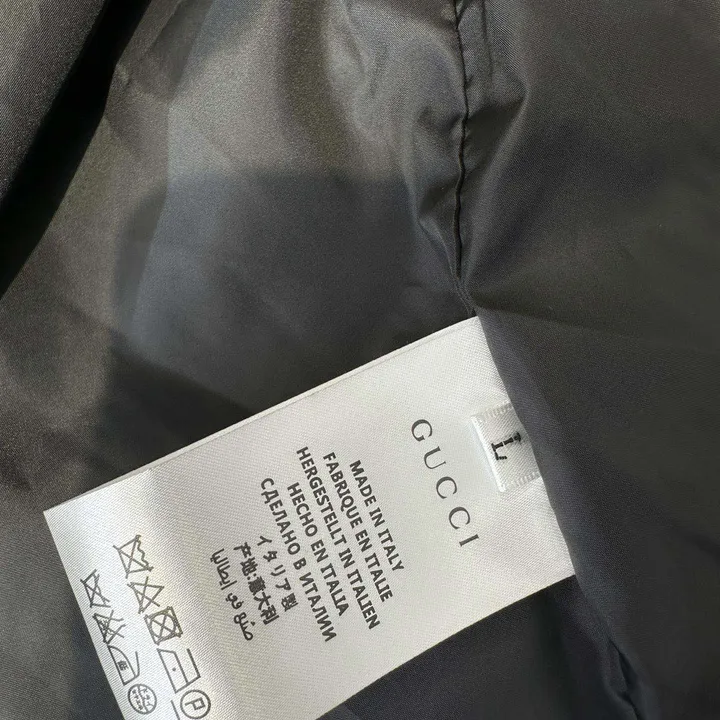 GUCCI
MADE IN ITALY
FABRIQUE EN ITALIE
HERGESTELLT IN ITALIEN
HECHO EN ITALIA
СДЕЛАНО В ИТАЛИИ
イタリア製
产地:意大利
صنع في إيطاليا
L
P